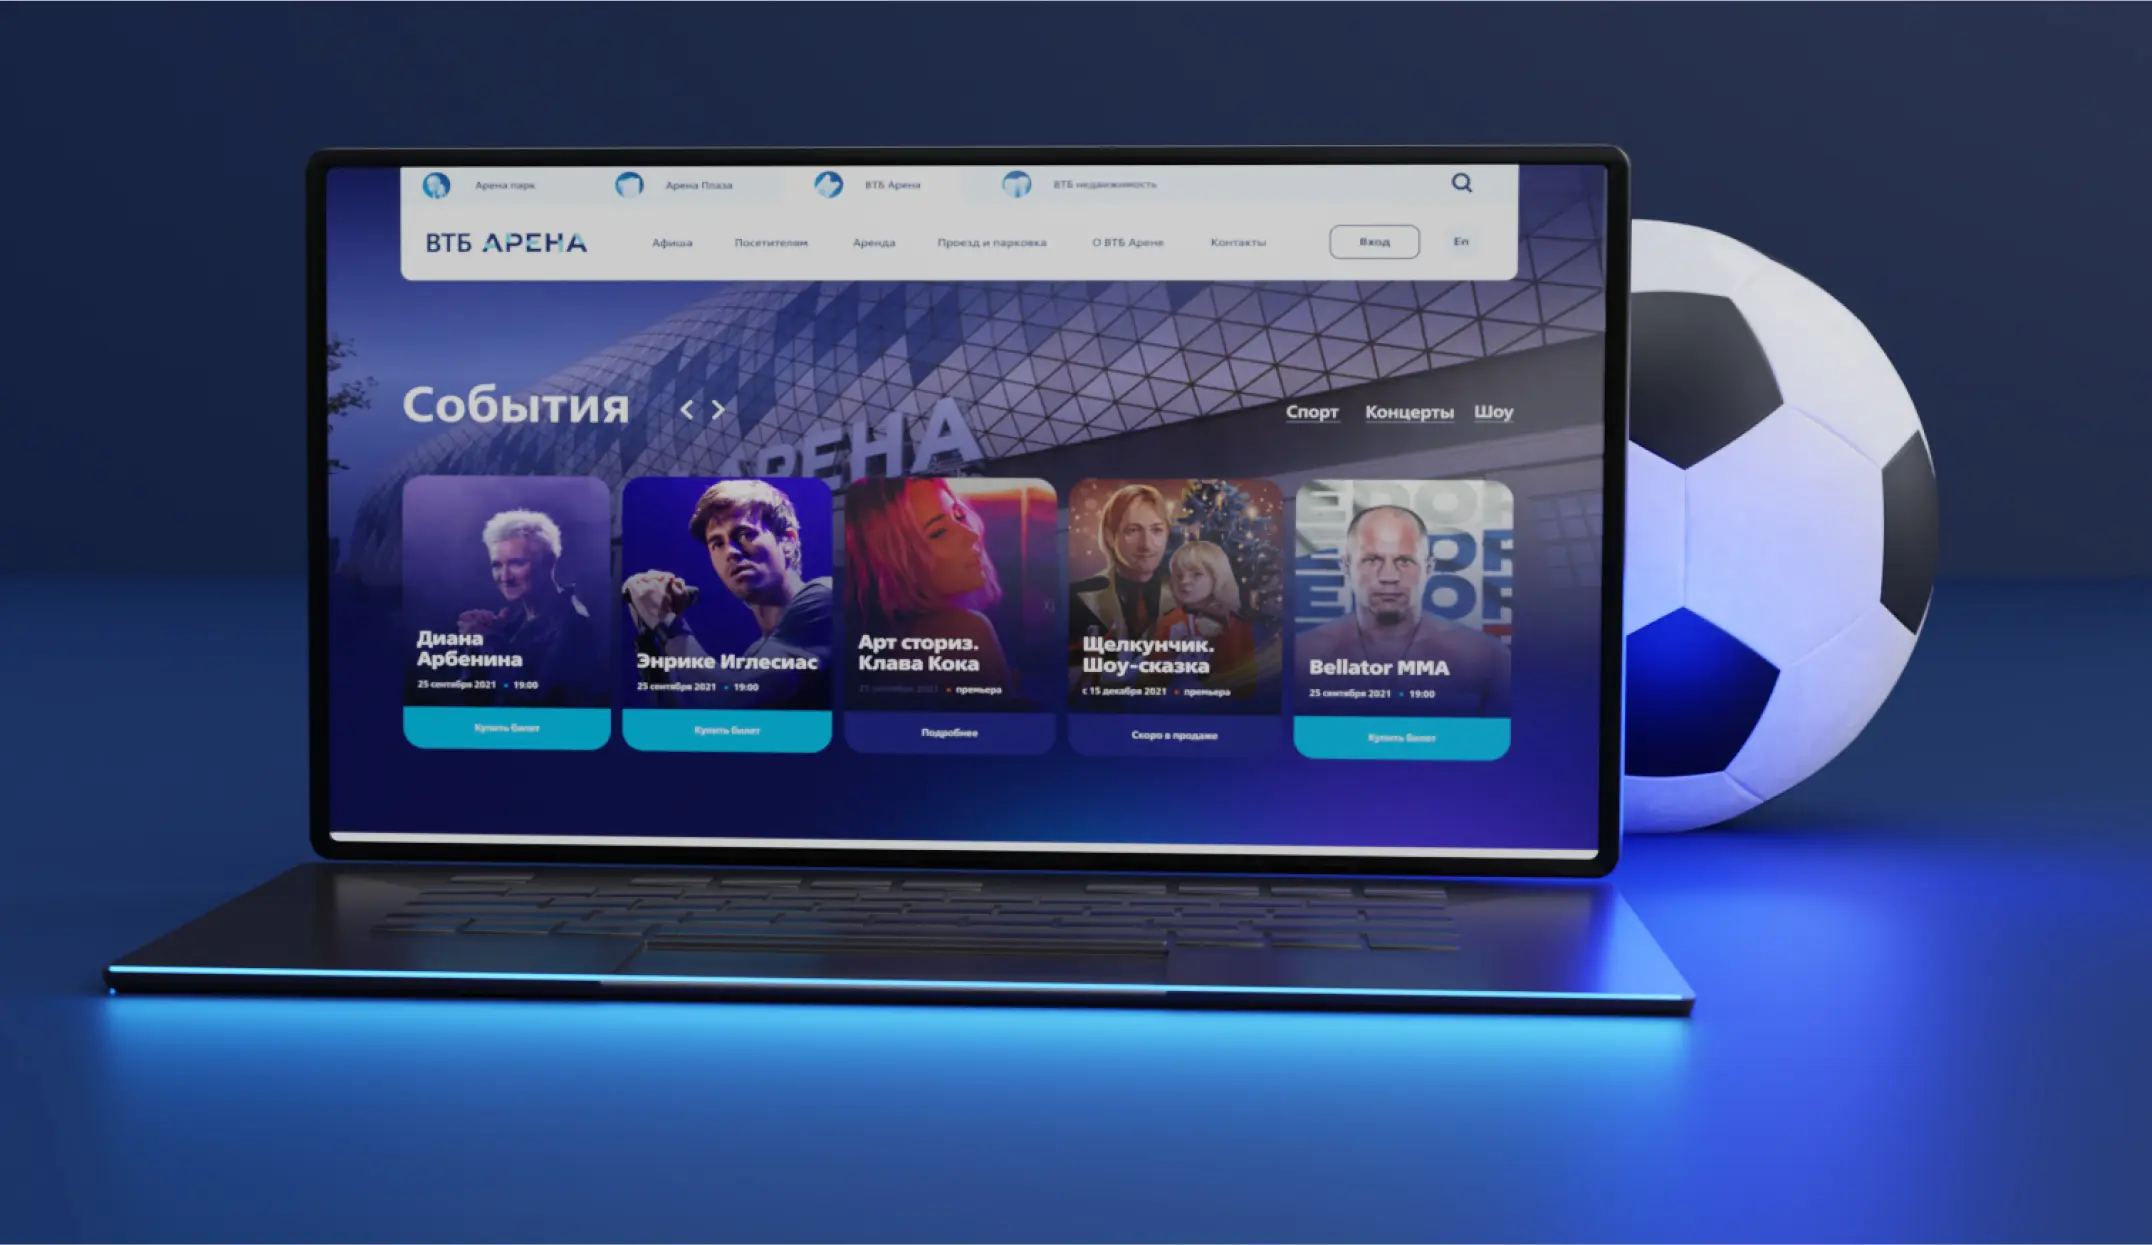 Арена парк
Арена Плаза
ВТБ Арена
ВТБ недвижимость
ВТБ АРЕНА
Афиша
Посетителям
Аренда
Проезд и парковка
О ВТБ Арене
Контакты
Вход
En
События
Спорт
Концерты
Шоу
АРЕНА
Диана
Арбенина
25 сентября 2021 • 19:00
Купить билет
Энрике Иглесиас
25 сентября 2021 • 19:00
Купить билет
Арт сториз.
Клава Кока
25 сентября 2021 • премьера
Подробнее
Щелкунчик.
Шоу-сказка
с 15 декабря 2021 • премьера
Скоро в продаже
Bellator MMA
25 сентября 2021 • 19:00
Купить билет